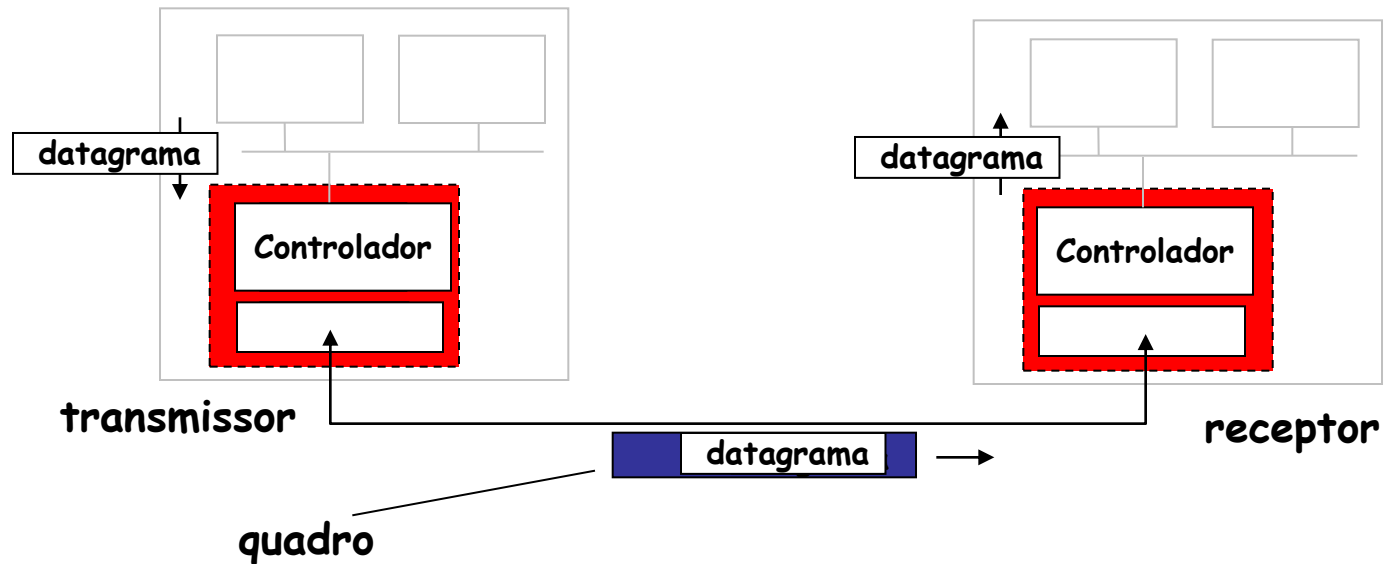 datagrama
datagrama
Controlador
Controlador
transmissor
receptor
datagrama
quadro